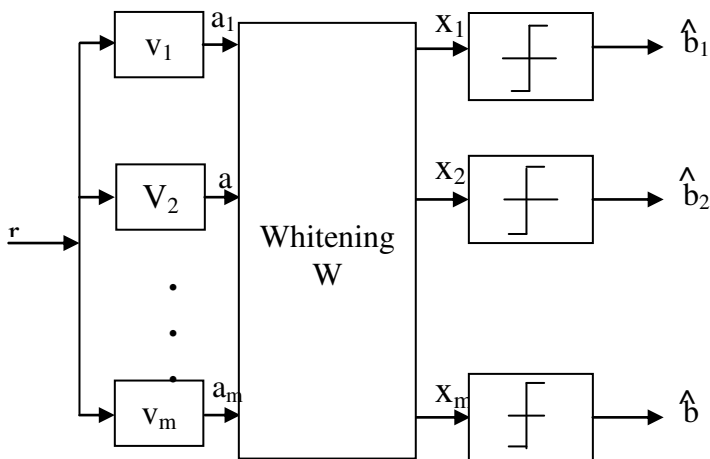 v₁ a₁ x₁ b̂₁
V₂ a x₂ b̂₂
r
Whitening
W
vₘ aₘ xₘ b̂